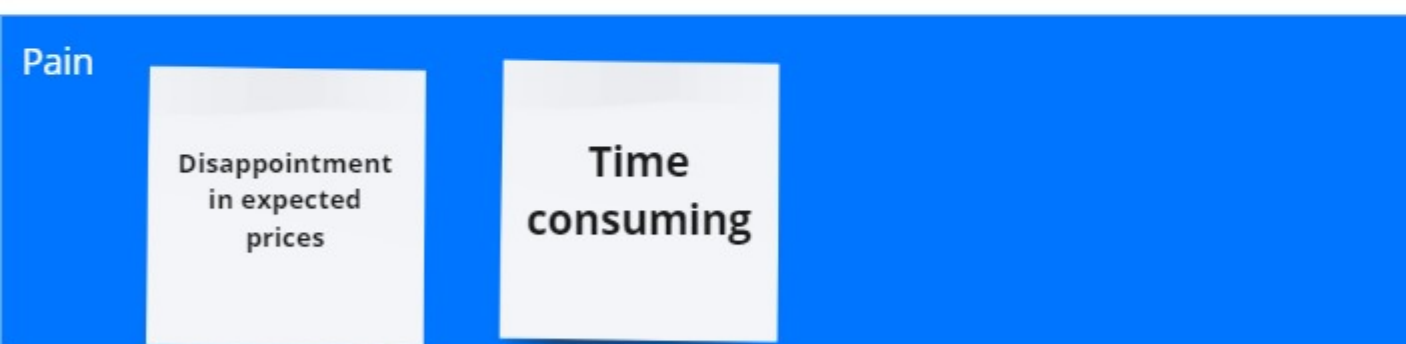 Pain
Disappointment
in expected
prices
Time
consuming